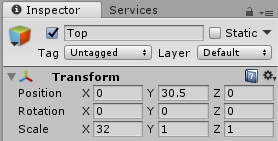 Inspector Services
Top Static
Tag Untagged Layer Default
Transform
Position X 0 Y 30.5 Z 0
Rotation X 0 Y 0 Z 0
Scale X 32 Y 1 Z 1